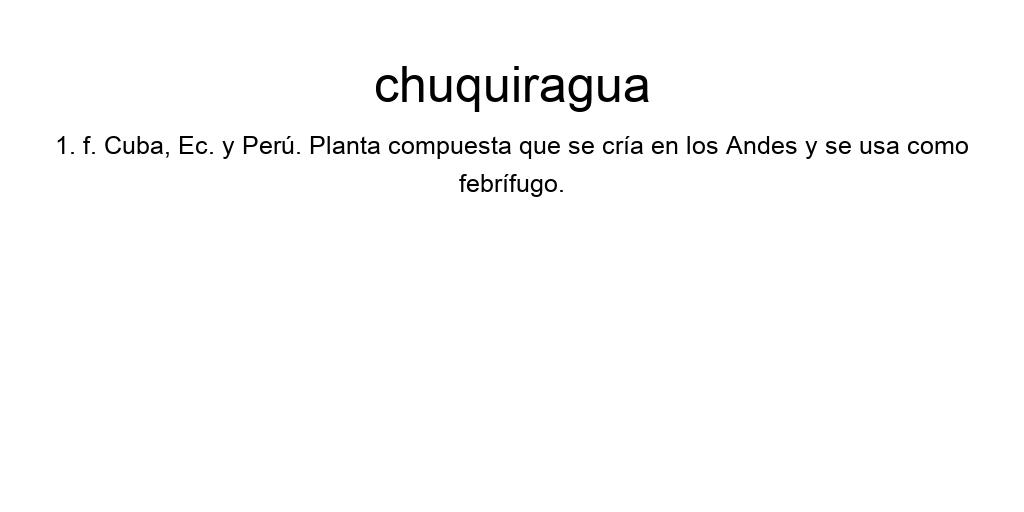 chuquiragua
1. f. Cuba, Ec. y Perú. Planta compuesta que se cría en los Andes y se usa como
febrífugo.